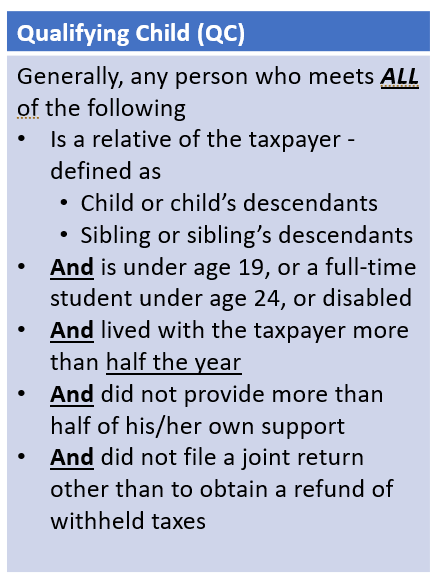 Qualifying Child (QC)
Generally, any person who meets ALL
of the following
• Is a relative of the taxpayer -
defined as
• Child or child’s descendants
• Sibling or sibling’s descendants
• And is under age 19, or a full-time
student under age 24, or disabled
• And lived with the taxpayer more
than half the year
• And did not provide more than
half of his/her own support
• And did not file a joint return
other than to obtain a refund of
withheld taxes